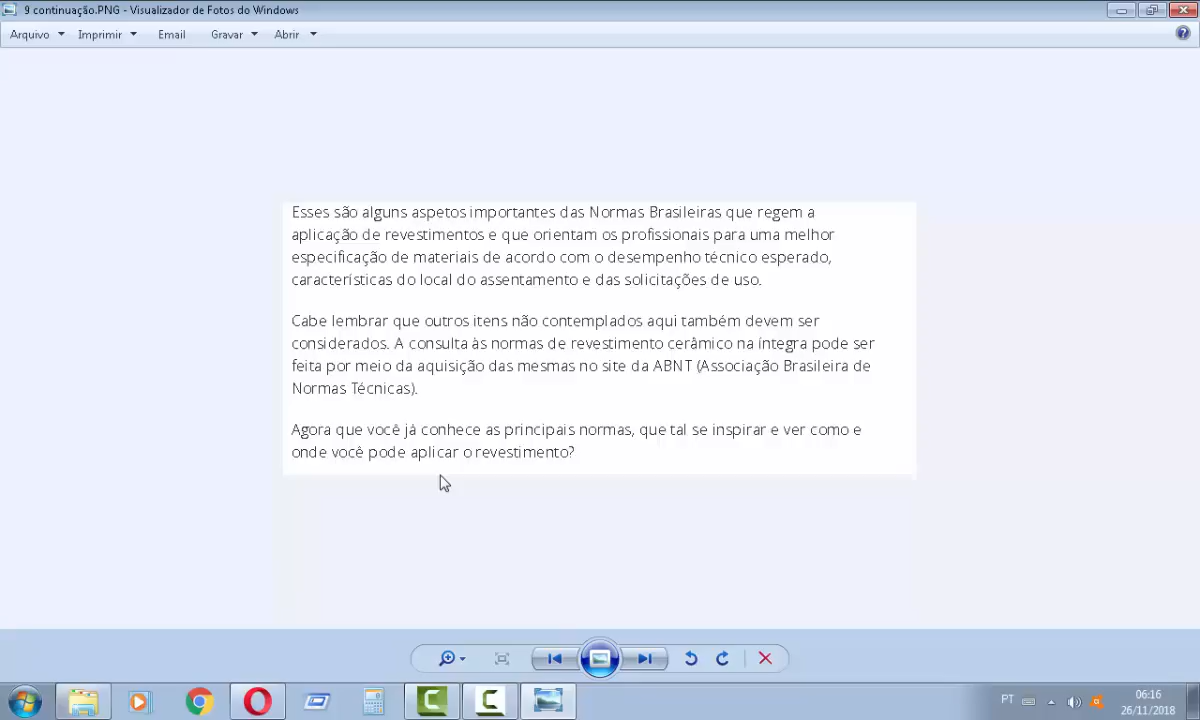 9 continuação.PNG - Visualizador de Fotos do Windows
Arquivo Imprimir Email Gravar Abrir
Esses são alguns aspetos importantes das Normas Brasileiras que regem a
aplicação de revestimentos e que orientam os profissionais para uma melhor
especificação de materiais de acordo com o desempenho técnico esperado,
características do local do assentamento e das solicitações de uso.
Cabe lembrar que outros itens não contemplados aqui também devem ser
considerados. A consulta às normas de revestimento cerâmico na íntegra pode ser
feita por meio da aquisição das mesmas no site da ABNT (Associação Brasileira de
Normas Técnicas).
Agora que você já conhece as principais normas, que tal se inspirar e ver como e
onde você pode aplicar o revestimento?
PT
06:16
26/11/2018